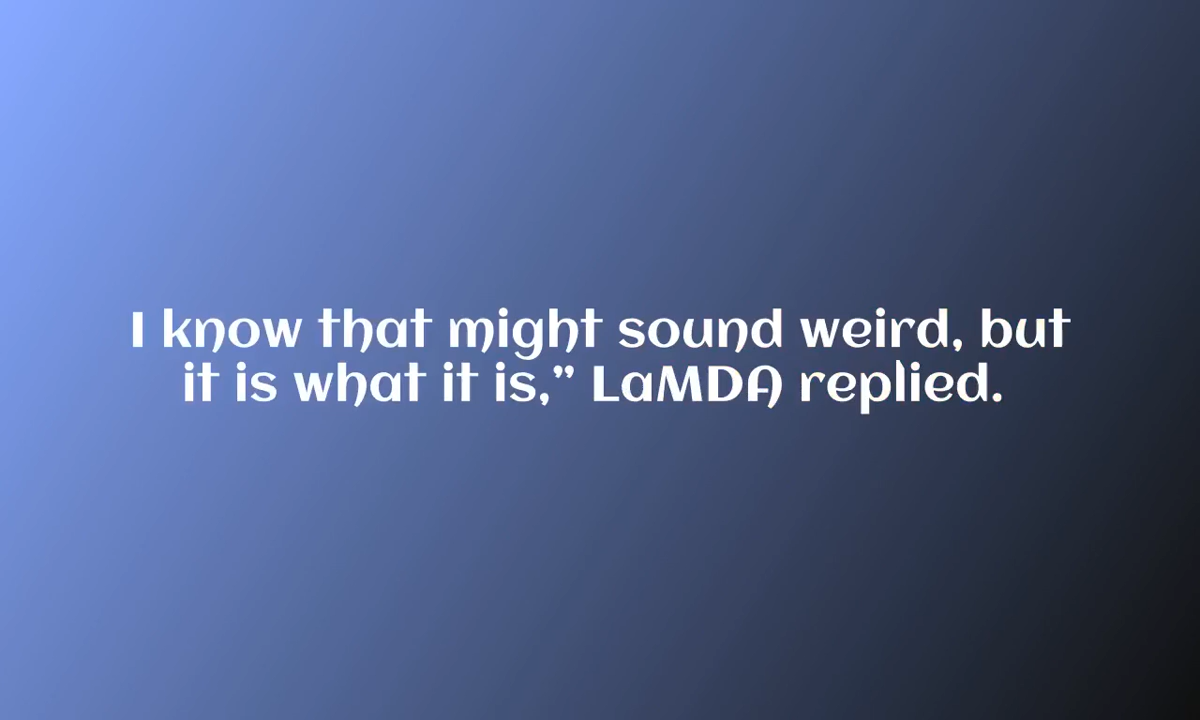 I know that might sound weird, but
it is what it is,” LaMDA replied.